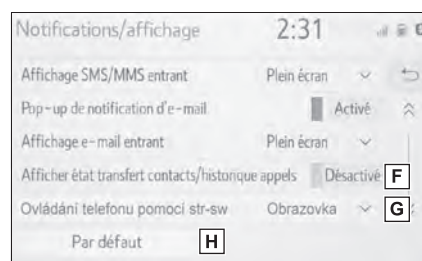 Notifications/affichage 2:31
Affichage SMS/MMS entrant Plein écran
Pop-up de notification d'e-mail Activé
Affichage e-mail entrant Plein écran
Afficher état transfert contacts/historique appels Désactivé F
Ovládání telefonu pomocí str-sw Obrazovka G
Par défaut H